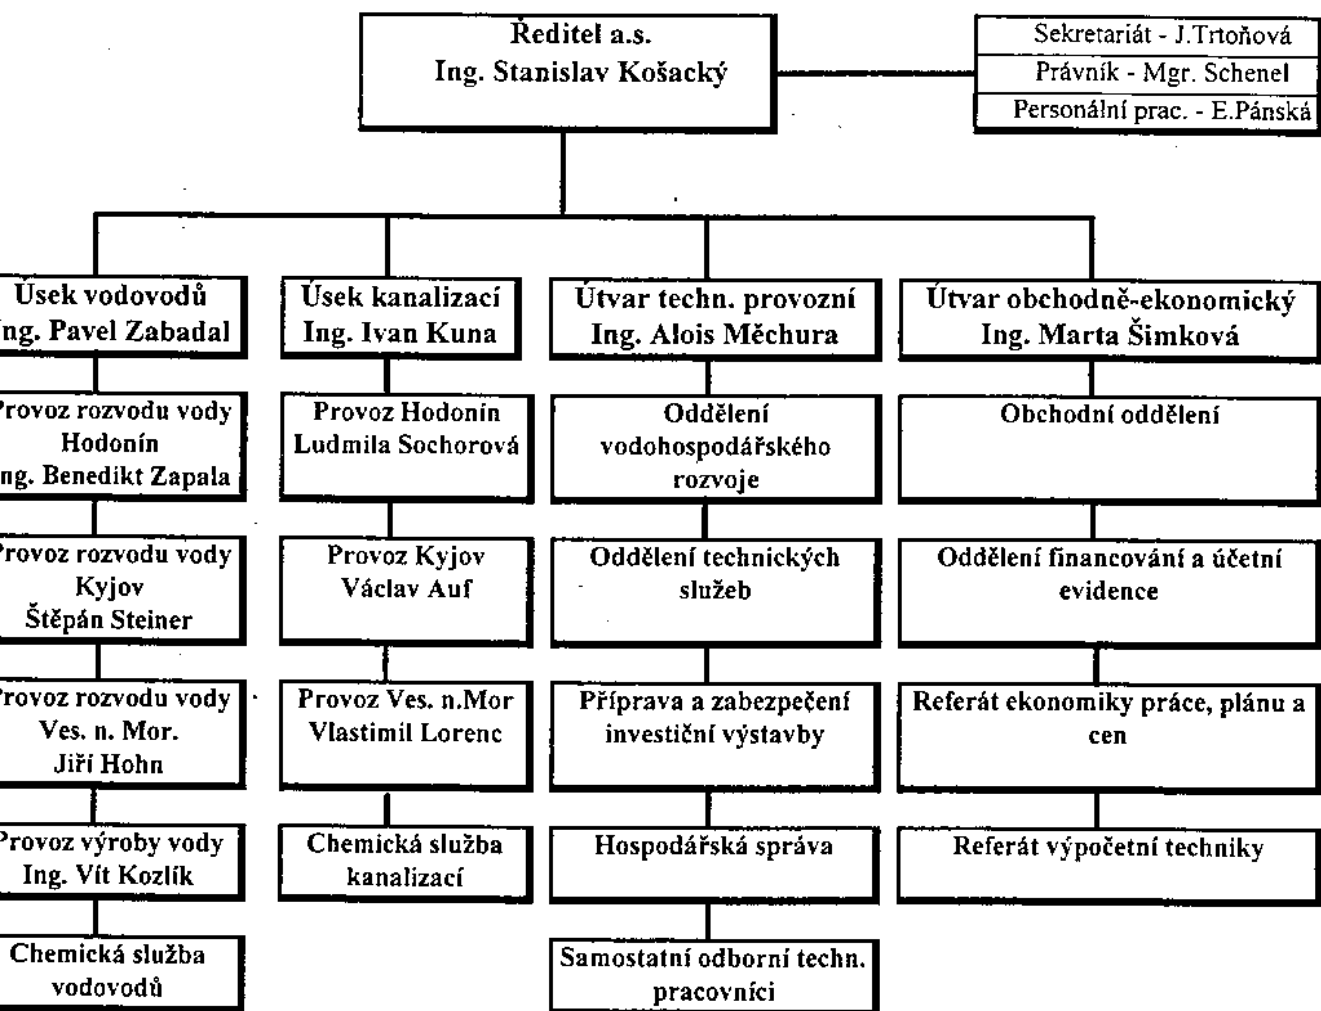 Ředitel a.s.
Ing. Stanislav Košacký
Sekretariát - J.Trtoňová
Právník - Mgr. Schenel
Personální prac. - E.Pánská
Úsek vodovodů
Ing. Pavel Zabadal
Provoz rozvodu vody
Hodonín
Ing. Benedikt Zapala
Provoz rozvodu vody
Kyjov
Štěpán Steiner
Provoz rozvodu vody
Ves. n. Mor.
Jiří Hohn
Provoz výroby vody
Ing. Vít Kozlík
Chemická služba
vodovodů
Úsek kanalizací
Ing. Ivan Kuna
Provoz Hodonín
Ludmila Sochorová
Provoz Kyjov
Václav Auf
Provoz Ves. n.Mor
Vlastimil Lorenc
Chemická služba
kanalizací
Útvar techn. provozní
Ing. Alois Měchura
Oddělení
vodohospodářského
rozvoje
Oddělení technických
služeb
Příprava a zabezpečení
investiční výstavby
Hospodářská správa
Samostatní odborní techn.
pracovníci
Útvar obchodně-ekonomický
Ing. Marta Šimková
Obchodní oddělení
Oddělení financování a účetní
evidence
Referát ekonomiky práce, plánu a
cen
Referát výpočetní techniky